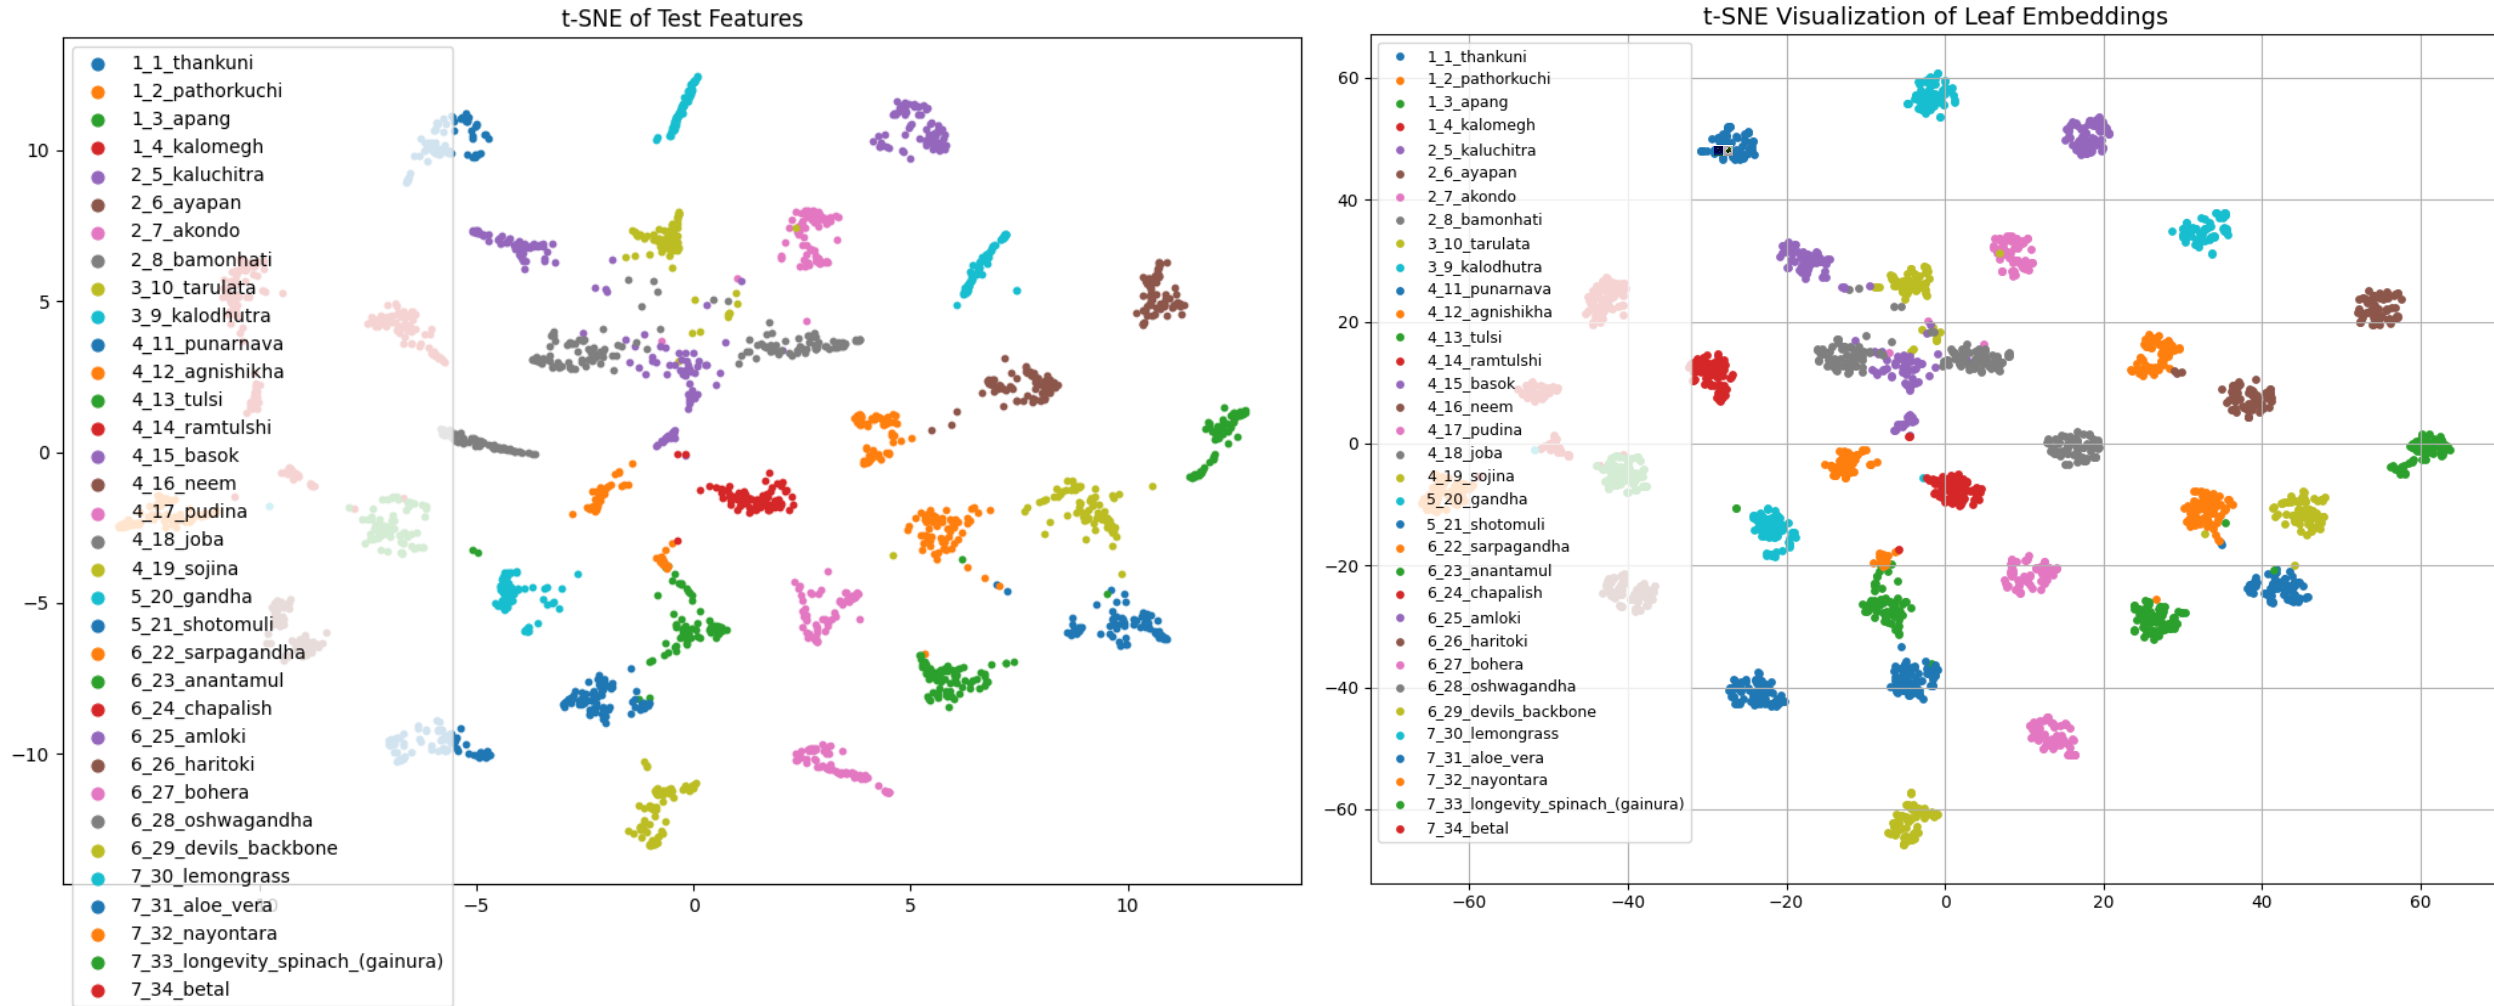 t-SNE of Test Features
1_1_thankuni
1_2_pathorkuchi
1_3_apang
1_4_kalomegh
2_5_kaluchitra
2_6_ayapan
2_7_akondo
2_8_bamonhati
3_10_tarulata
3_9_kalodhutra
4_11_punarnava
4_12_agnishikha
4_13_tulsi
4_14_ramtulshi
4_15_basok
4_16_neem
4_17_pudina
4_18_joba
4_19_sojina
5_20_gandha
5_21_shotomuli
6_22_sarpagandha
6_23_anantamul
6_24_chapalish
6_25_amloki
6_26_haritoki
6_27_bohera
6_28_oshwagandha
6_29_devils_backbone
7_30_lemongrass
7_31_aloe_vera
7_32_nayontara
7_33_longevity_spinach_(gainura)
7_34_betal
10
5
0
−5
−10
−5
0
5
10
t-SNE Visualization of Leaf Embeddings
1_1_thankuni
1_2_pathorkuchi
1_3_apang
1_4_kalomegh
2_5_kaluchitra
2_6_ayapan
2_7_akondo
2_8_bamonhati
3_10_tarulata
3_9_kalodhutra
4_11_punarnava
4_12_agnishikha
4_13_tulsi
4_14_ramtulshi
4_15_basok
4_16_neem
4_17_pudina
4_18_joba
4_19_sojina
5_20_gandha
5_21_shotomuli
6_22_sarpagandha
6_23_anantamul
6_24_chapalish
6_25_amloki
6_26_haritoki
6_27_bohera
6_28_oshwagandha
6_29_devils_backbone
7_30_lemongrass
7_31_aloe_vera
7_32_nayontara
7_33_longevity_spinach_(gainura)
7_34_betal
60
40
20
0
−20
−40
−60
−60
−40
−20
0
20
40
60